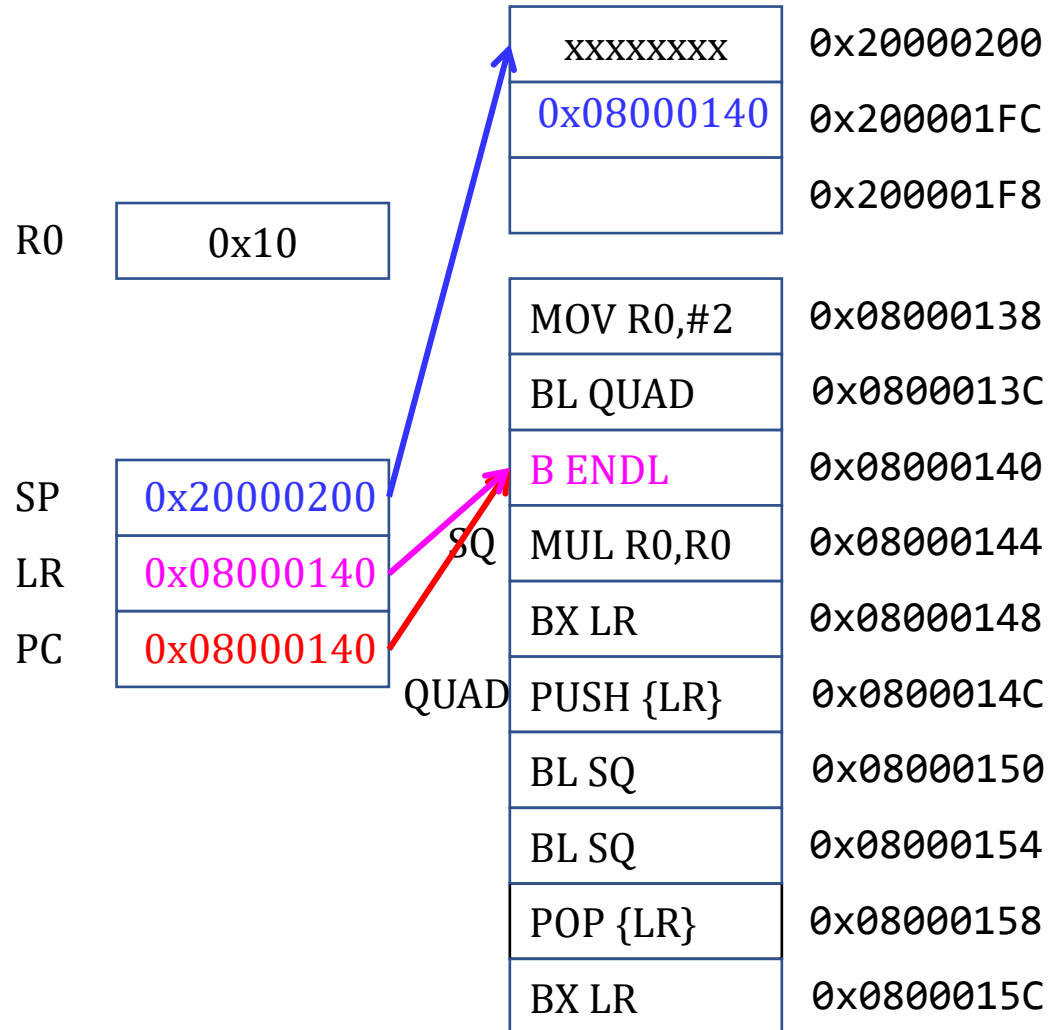 xxxxxxxx 0x20000200
0x08000140 0x200001FC
0x200001F8
R0 0x10
MOV R0,#2 0x08000138
BL QUAD 0x0800013C
B ENDL 0x08000140
SP 0x20000200
SQ MUL R0,R0 0x08000144
LR 0x08000140
BX LR 0x08000148
PC 0x08000140
QUAD PUSH {LR} 0x0800014C
BL SQ 0x08000150
BL SQ 0x08000154
POP {LR} 0x08000158
BX LR 0x0800015C